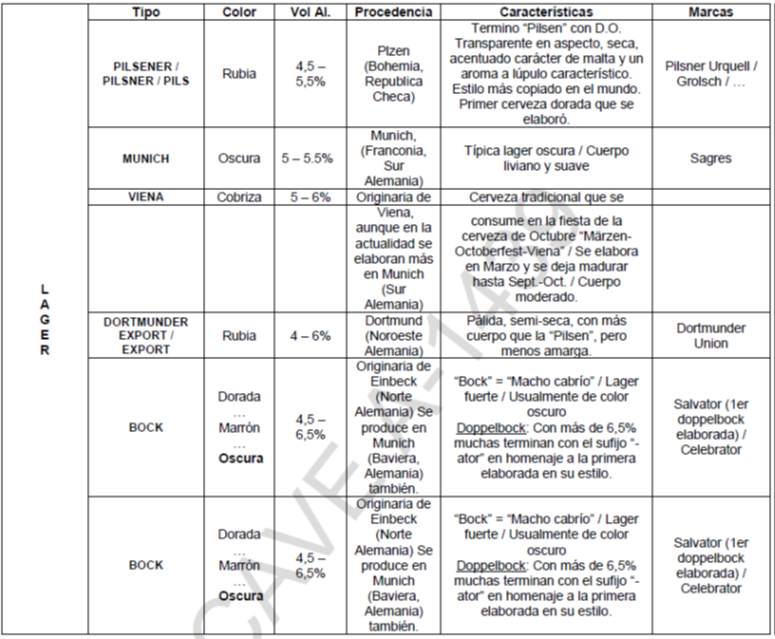 Tipo Color Vol Al. Procedencia Características Marcas
L
A
G
E
R
PILSENER /
PILSNER / PILS
Rubia
4,5 –
5,5%
Plzen
(Bohemia,
Republica
Checa)
Termino “Pilsen” con D.O.
Transparente en aspecto, seca,
acentuado carácter de malta y un
aroma a lúpulo característico.
Estilo más copiado en el mundo.
Primer cerveza dorada que se
elaboró.
Pilsner Urquell /
Grolsch / …
MUNICH
Oscura
5 – 5.5%
Munich,
(Franconia,
Sur
Alemania)
Típica lager oscura / Cuerpo
liviano y suave
Sagres
VIENA
Cobriza
5 – 6%
Originaria de
Viena,
aunque en la
actualidad se
elaboran más
en Munich
(Sur
Alemania)
Cerveza tradicional que se
consume en la fiesta de la
cerveza de Octubre “Märzen-
Octoberfest-Viena” / Se elabora
en Marzo y se deja madurar
hasta Sept.-Oct. / Cuerpo
moderado.
DORTMUNDER
EXPORT /
EXPORT
Rubia
4 – 6%
Dortmund
(Noroeste
Alemania)
Pálida, semi-seca, con más
cuerpo que la “Pilsen”, pero
menos amarga.
Dortmunder
Union
BOCK
Dorada
…
Marrón
…
Oscura
4,5 –
6,5%
Originaria de
Einbeck
(Norte
Alemania) Se
produce en
Munich
(Baviera,
Alemania)
también.
“Bock” = “Macho cabrío” / Lager
fuerte / Usualmente de color
oscuro
Doppelbock: Con más de 6,5%
muchas terminan con el sufijo “-
ator” en homenaje a la primera
elaborada en su estilo.
Salvator (1er
doppelbock
elaborada) /
Celebrator
BOCK
Dorada
…
Marrón
…
Oscura
4,5 –
6,5%
Originaria de
Einbeck
(Norte
Alemania) Se
produce en
Munich
(Baviera,
Alemania)
también.
“Bock” = “Macho cabrío” / Lager
fuerte / Usualmente de color
oscuro
Doppelbock: Con más de 6,5%
muchas terminan con el sufijo “-
ator” en homenaje a la primera
elaborada en su estilo.
Salvator (1er
doppelbock
elaborada) /
Celebrator
CAVE A-1439